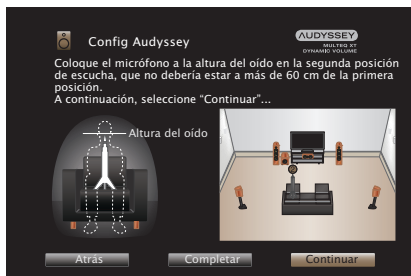 Config Audyssey
AUDYSSEY
MULTEQ XT
DYNAMIC VOLUME
Coloque el micrófono a la altura del oído en la segunda posición
de escucha, que no debería estar a más de 60 cm de la primera
posición.
A continuación, seleccione “Continuar”...
Altura del oído
Atrás
Completar
Continuar